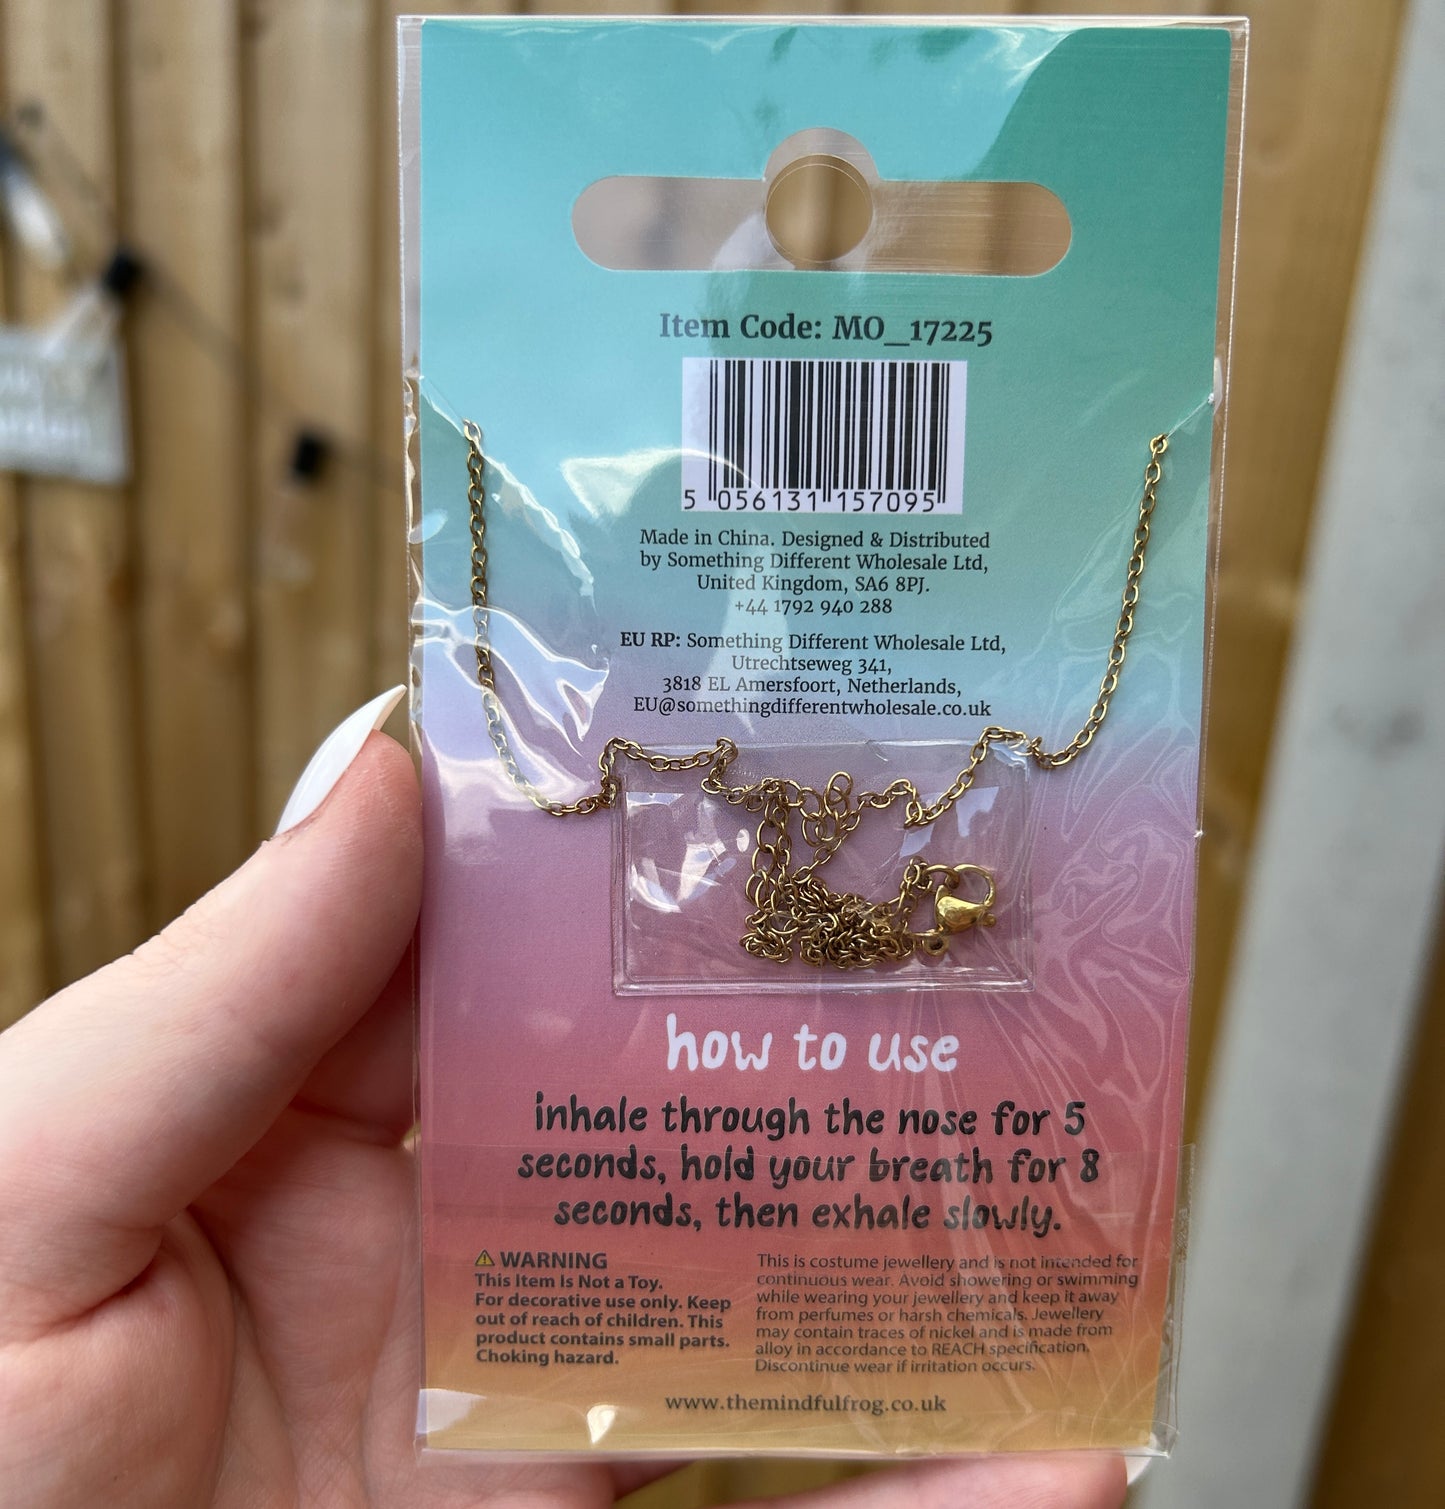 Item Code: MO_17225
5 056131 157095
Made in China. Designed & Distributed
by Something Different Wholesale Ltd,
United Kingdom, SA6 8PJ.
+44 1792 940 288
EU RP: Something Different Wholesale Ltd,
Utrechtseweg 341,
3818 EL Amersfoort, Netherlands,
EU@somethingdifferentwholesale.co.uk
how to use
inhale through the nose for 5
seconds, hold your breath for 8
seconds, then exhale slowly.
WARNING
This Item Is Not a Toy.
For decorative use only. Keep
out of reach of children. This
product contains small parts.
Choking hazard.
This is costume jewellery and is not intended for
continuous wear. Avoid showering or swimming
while wearing your jewellery and keep it away
from perfumes or harsh chemicals. Jewellery
may contain traces of nickel and is made from
alloy in accordance to REACH specification.
Discontinue wear if irritation occurs.
www.themindfulfrog.co.uk